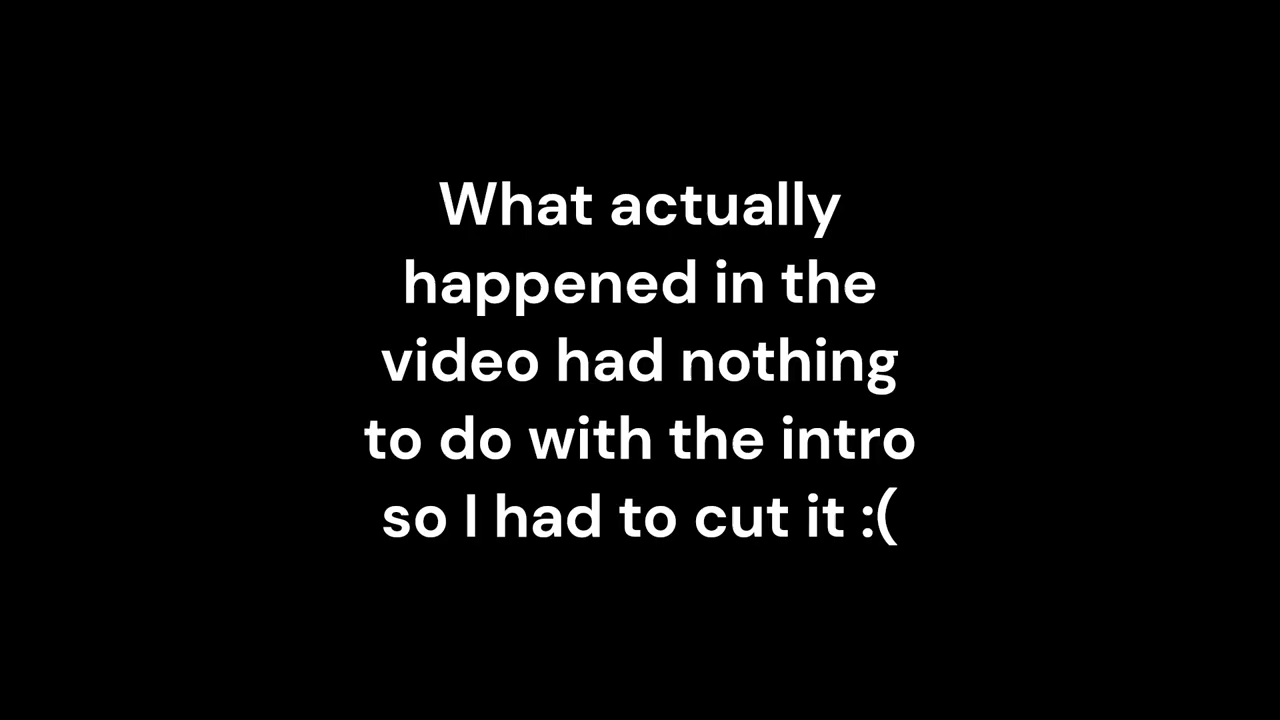 What actually
happened in the
video had nothing
to do with the intro
so I had to cut it :(